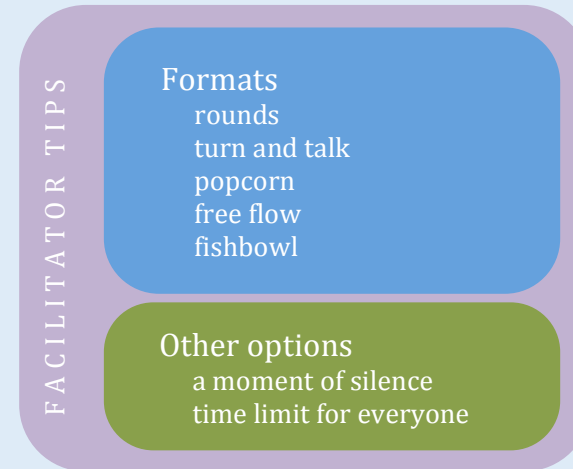 FACILITATOR TIPS
Formats
rounds
turn and talk
popcorn
free flow
fishbowl
Other options
a moment of silence
time limit for everyone